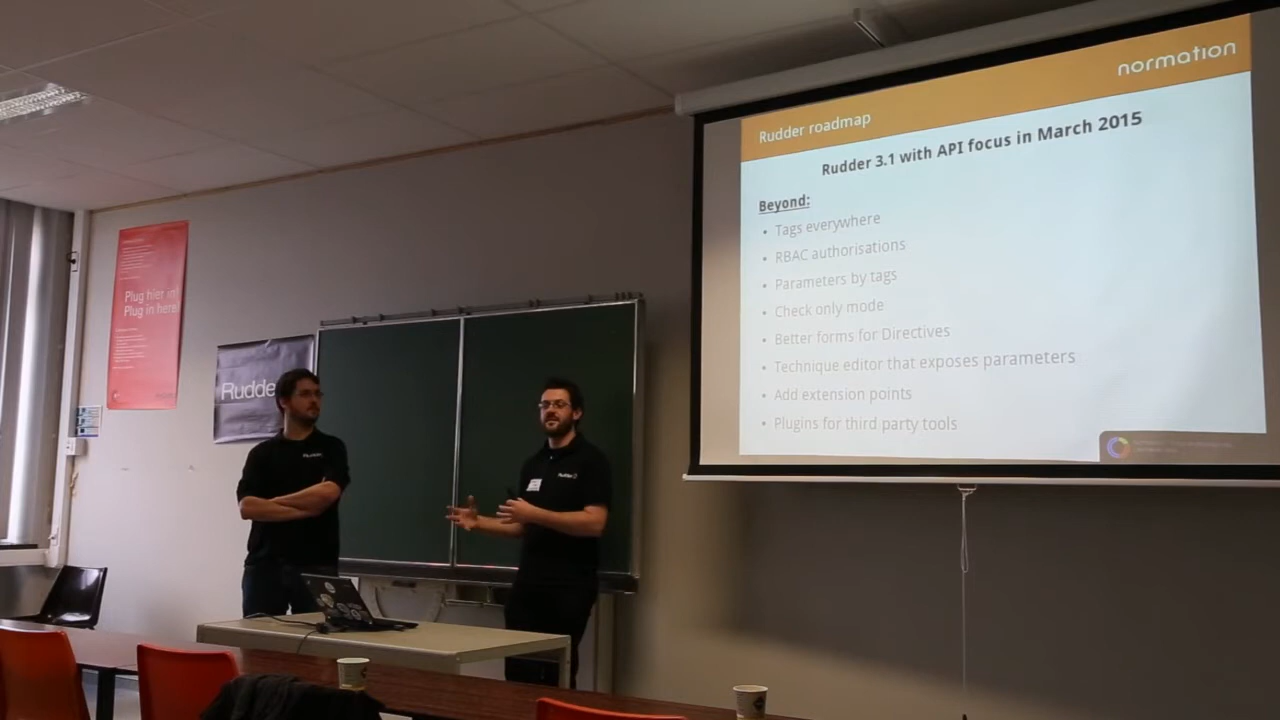 normation
Rudder roadmap
Rudder 3.1 with API focus in March 2015
Beyond:
• Tags everywhere
• RBAC authorisations
• Parameters by tags
• Check only mode
• Better forms for Directives
• Technique editor that exposes parameters
• Add extension points
• Plugins for third party tools
Plug hier in!
Plug in here!
Rudde
Rudder